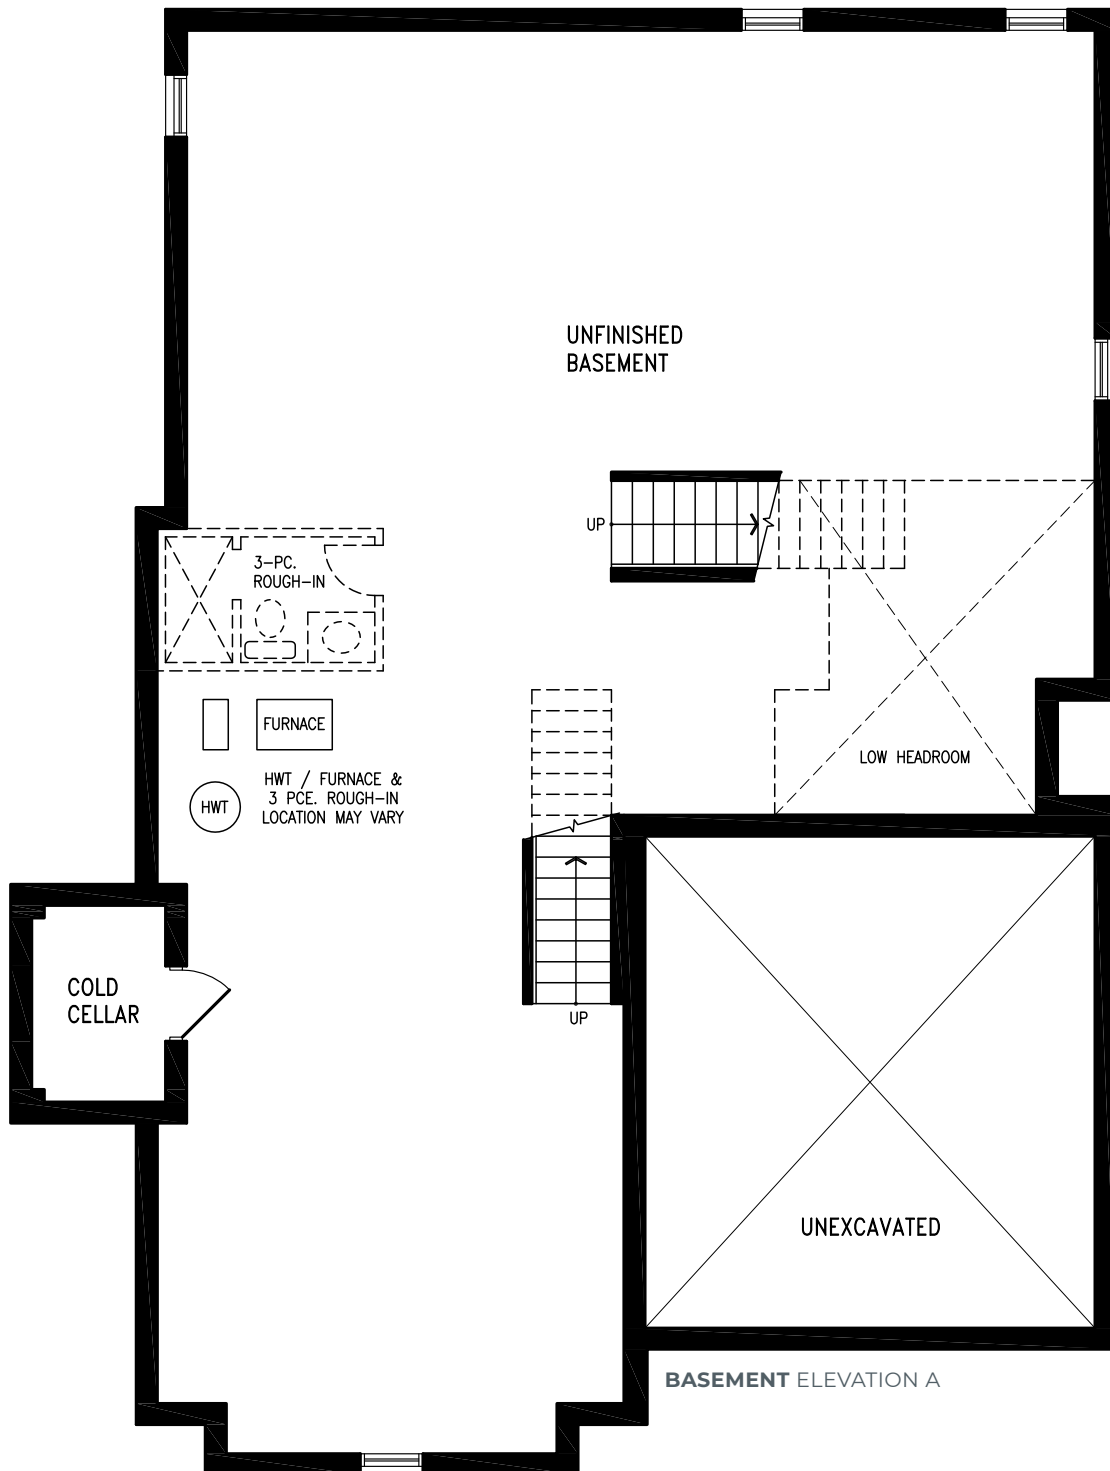 UNFINISHED
BASEMENT
UP
3-PC.
ROUGH-IN
FURNACE
LOW HEADROOM
HWT
HWT / FURNACE &
3 PCE. ROUGH-IN
LOCATION MAY VARY
COLD
CELLAR
UP
UNEXCAVATED
BASEMENT ELEVATION A